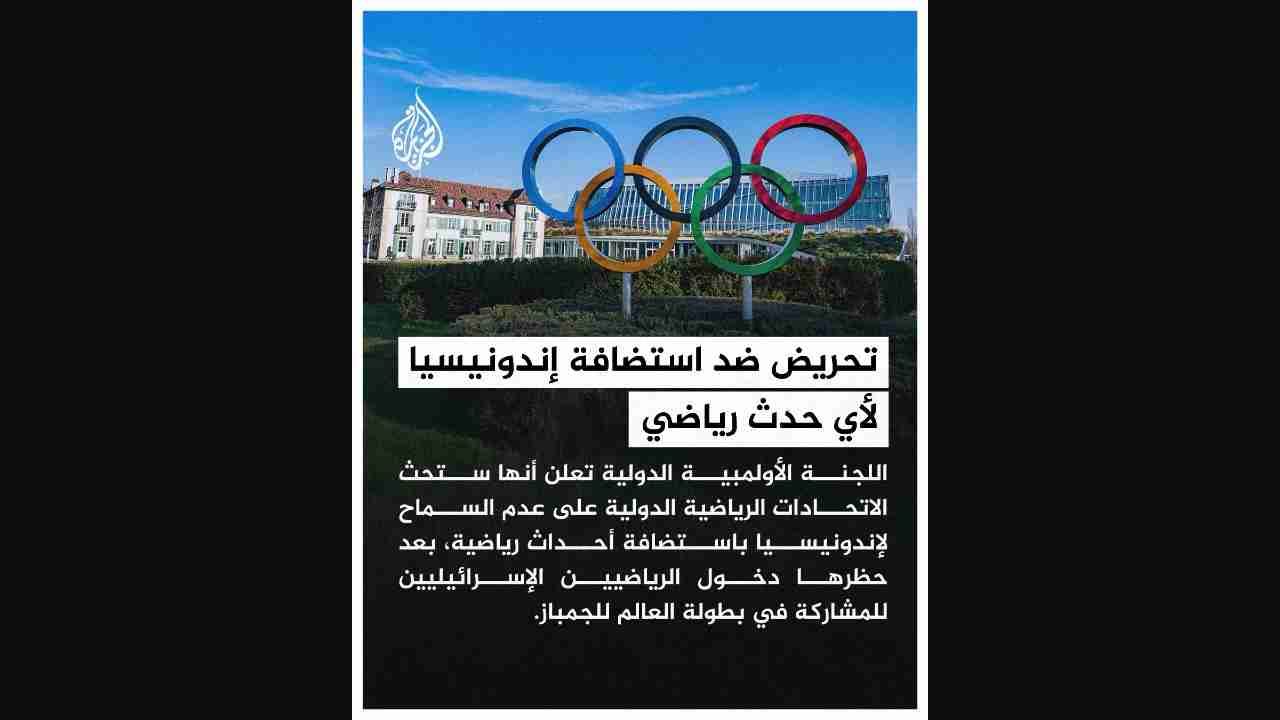 الجزيرة
تحريض ضد استضافة إندونيسيا
لأي حدث رياضي
اللجنة الأولمبية الدولية تعلن أنها ستحث
الاتحادات الرياضية الدولية على عدم السماح
لإندونيسيا باستضافة أحداث رياضية، بعد
حظرها دخول الرياضيين الإسرائيليين
للمشاركة في بطولة العالم للجمباز.